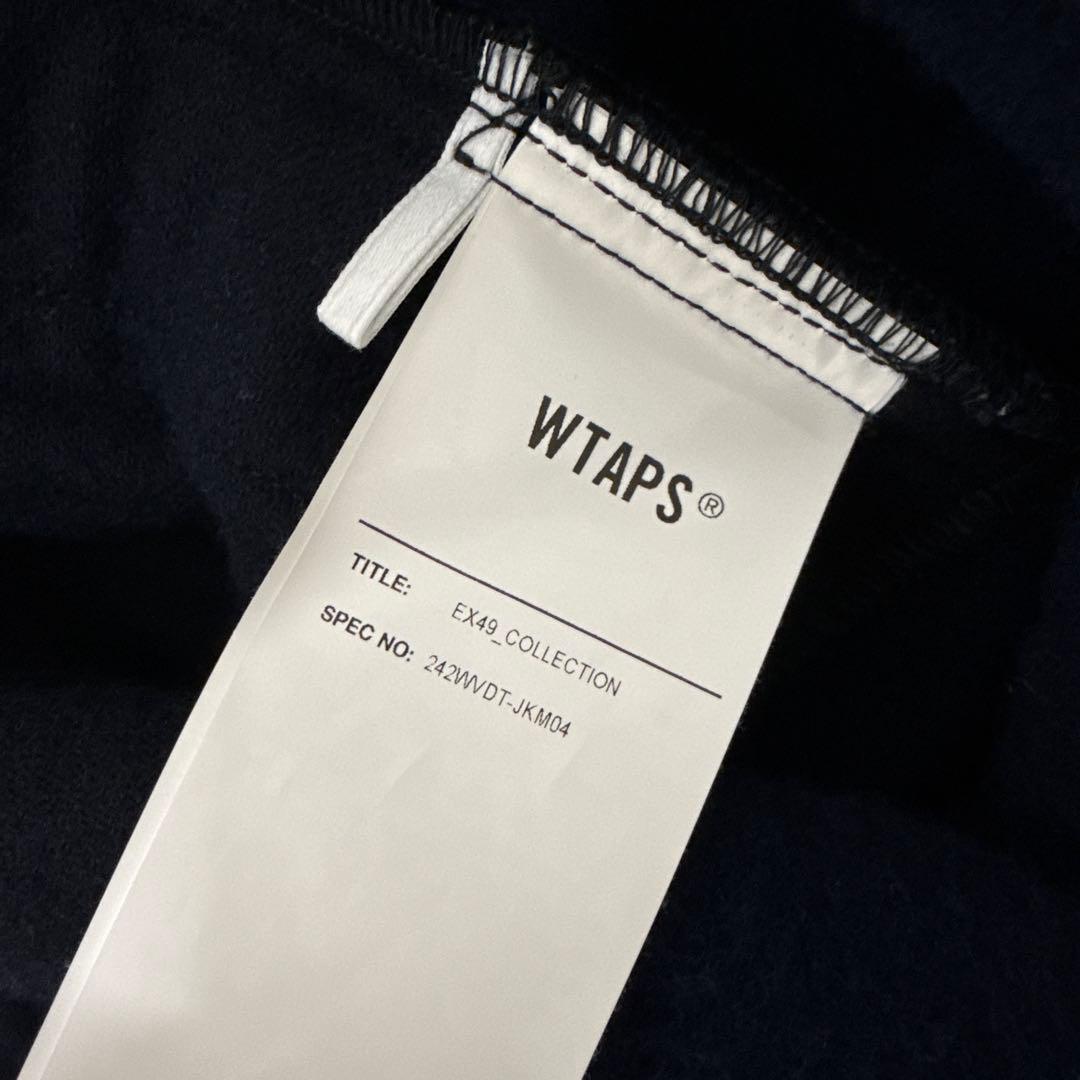 WTAPS®
TITLE: EX49_COLLECTION
SPEC NO: 242WVDT-JKM04